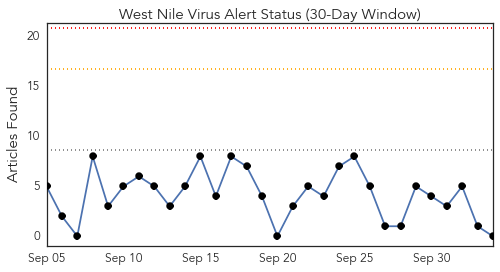 West Nile Virus Alert Status (30-Day Window)
Articles Found
20
15
10
5
0
Sep 05 Sep 10 Sep 15 Sep 20 Sep 25 Sep 30